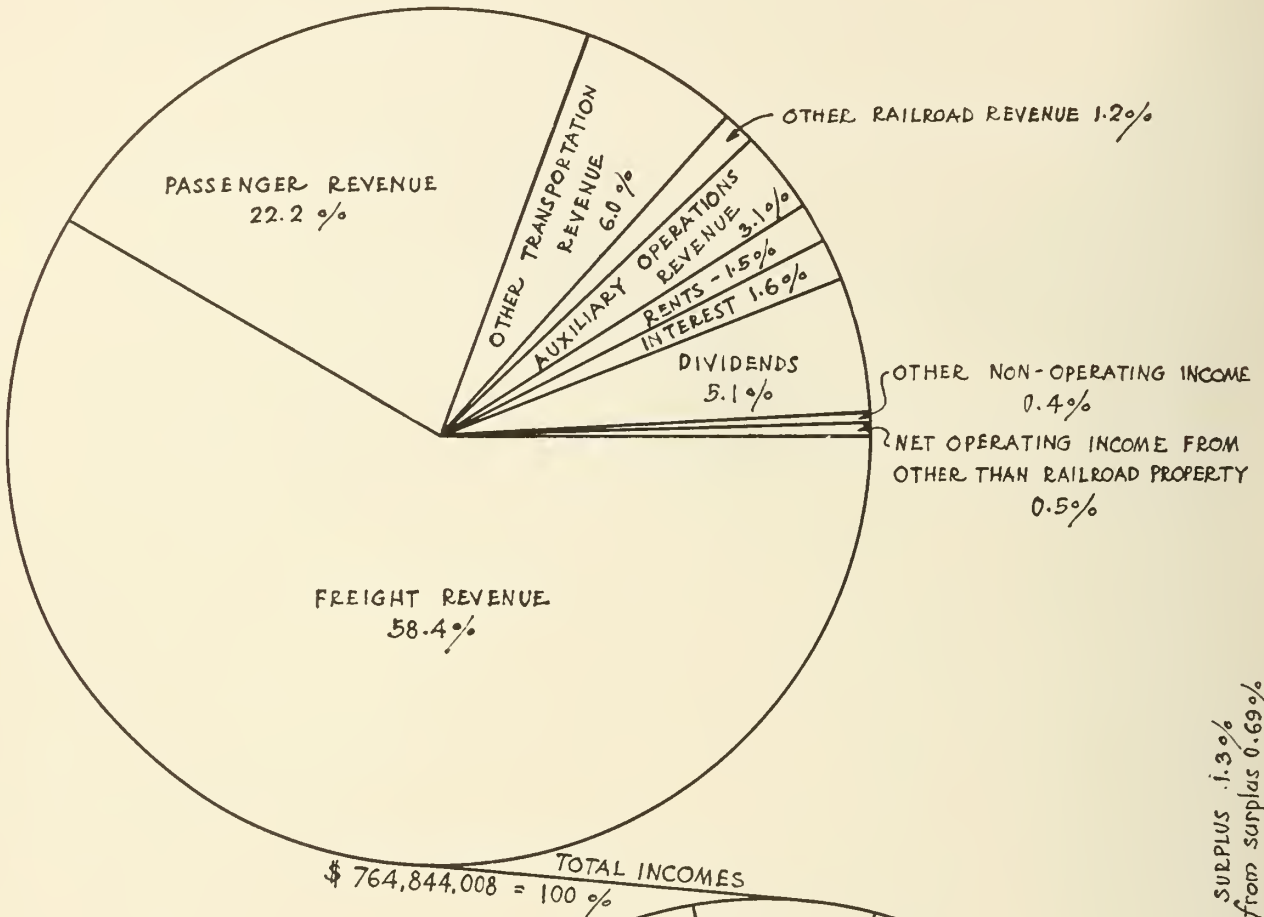 OTHER RAILROAD REVENUE 1.2%
PASSENGER REVENUE
22.2 %
OTHER TRANSPORTATION
REVENUE
6.0 %
AUXILIARY OPERATIONS
REVENUE 3.1%
RENTS - 1.5%
INTEREST 1.6%
DIVIDENDS
5.1 %
OTHER NON-OPERATING INCOME
0.4%
NET OPERATING INCOME FROM
OTHER THAN RAILROAD PROPERTY
0.5%
FREIGHT REVENUE
58.4%
TOTAL INCOMES
$ 764,844,008 = 100 %
SURPLUS 1.3%
from surplus 0.69%